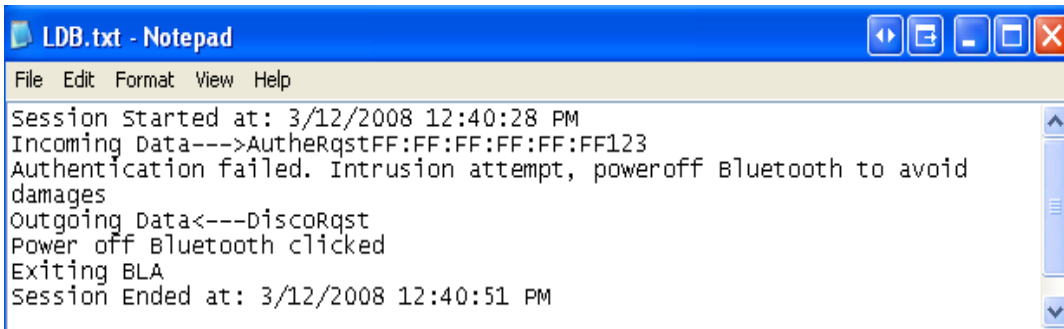 LDB.txt - Notepad
File Edit Format View Help
Session Started at: 3/12/2008 12:40:28 PM
Incoming Data--->AutheRqstFF:FF:FF:FF:FF:FF123
Authentication failed. Intrusion attempt, poweroff Bluetooth to avoid
damages
Outgoing Data<---DiscoRqst
Power off Bluetooth clicked
Exiting BLA
Session Ended at: 3/12/2008 12:40:51 PM